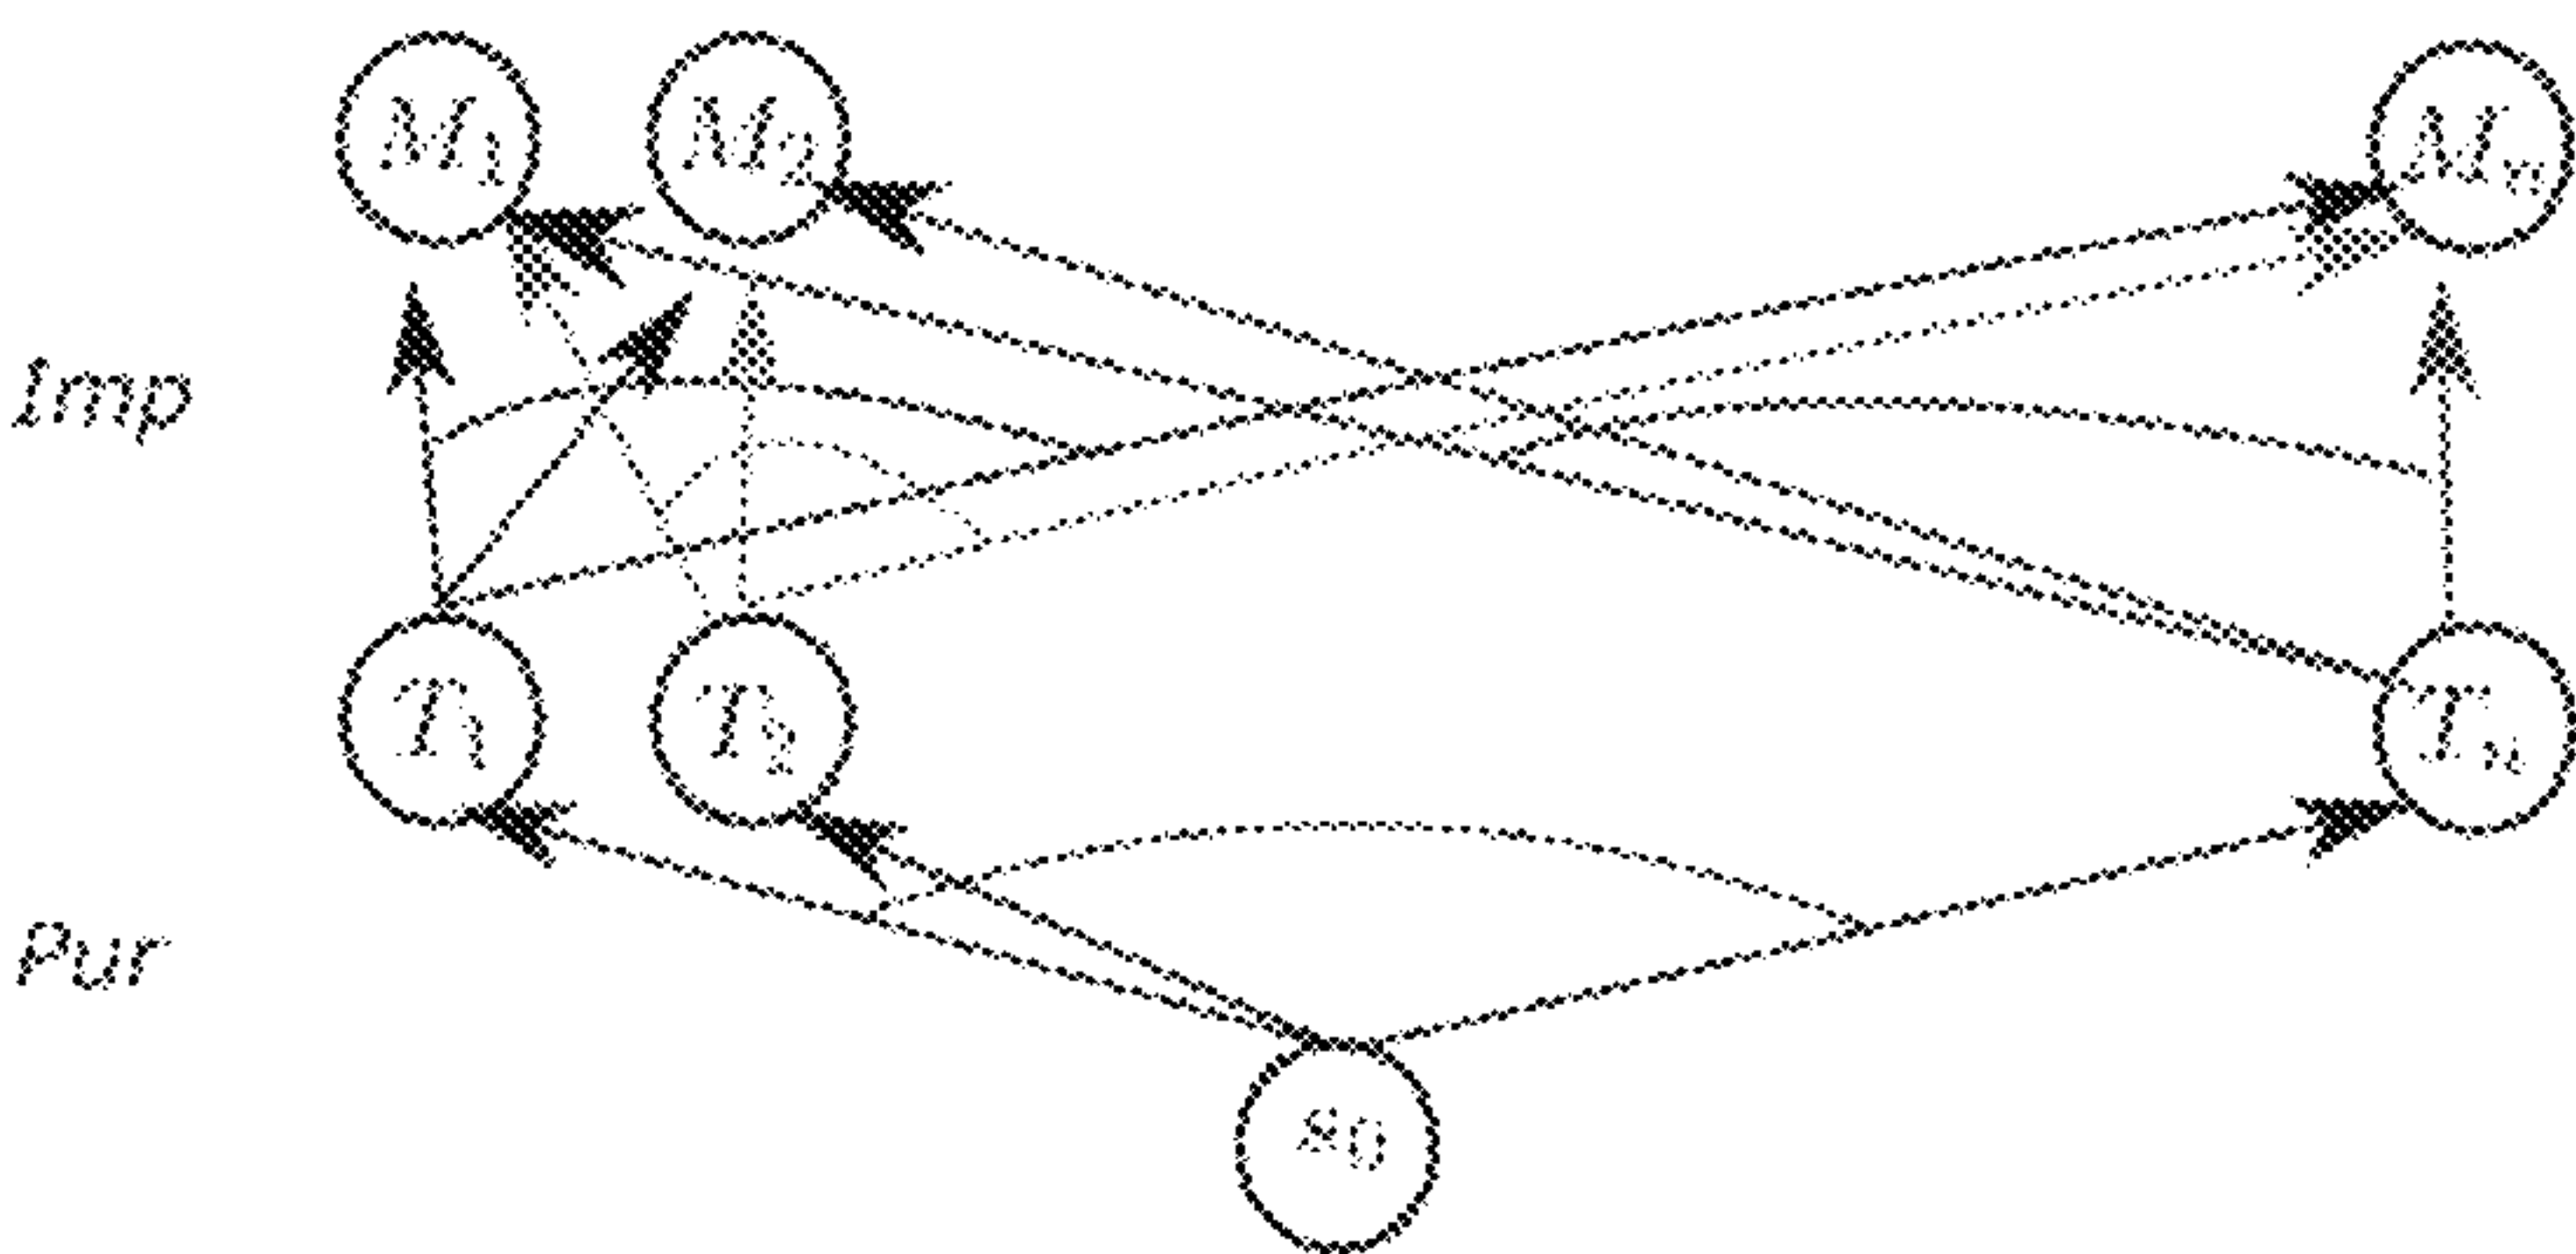 M₁ M₂ Mₙ
Imp
T₁ T₂ Tₙ
Pur
s₀